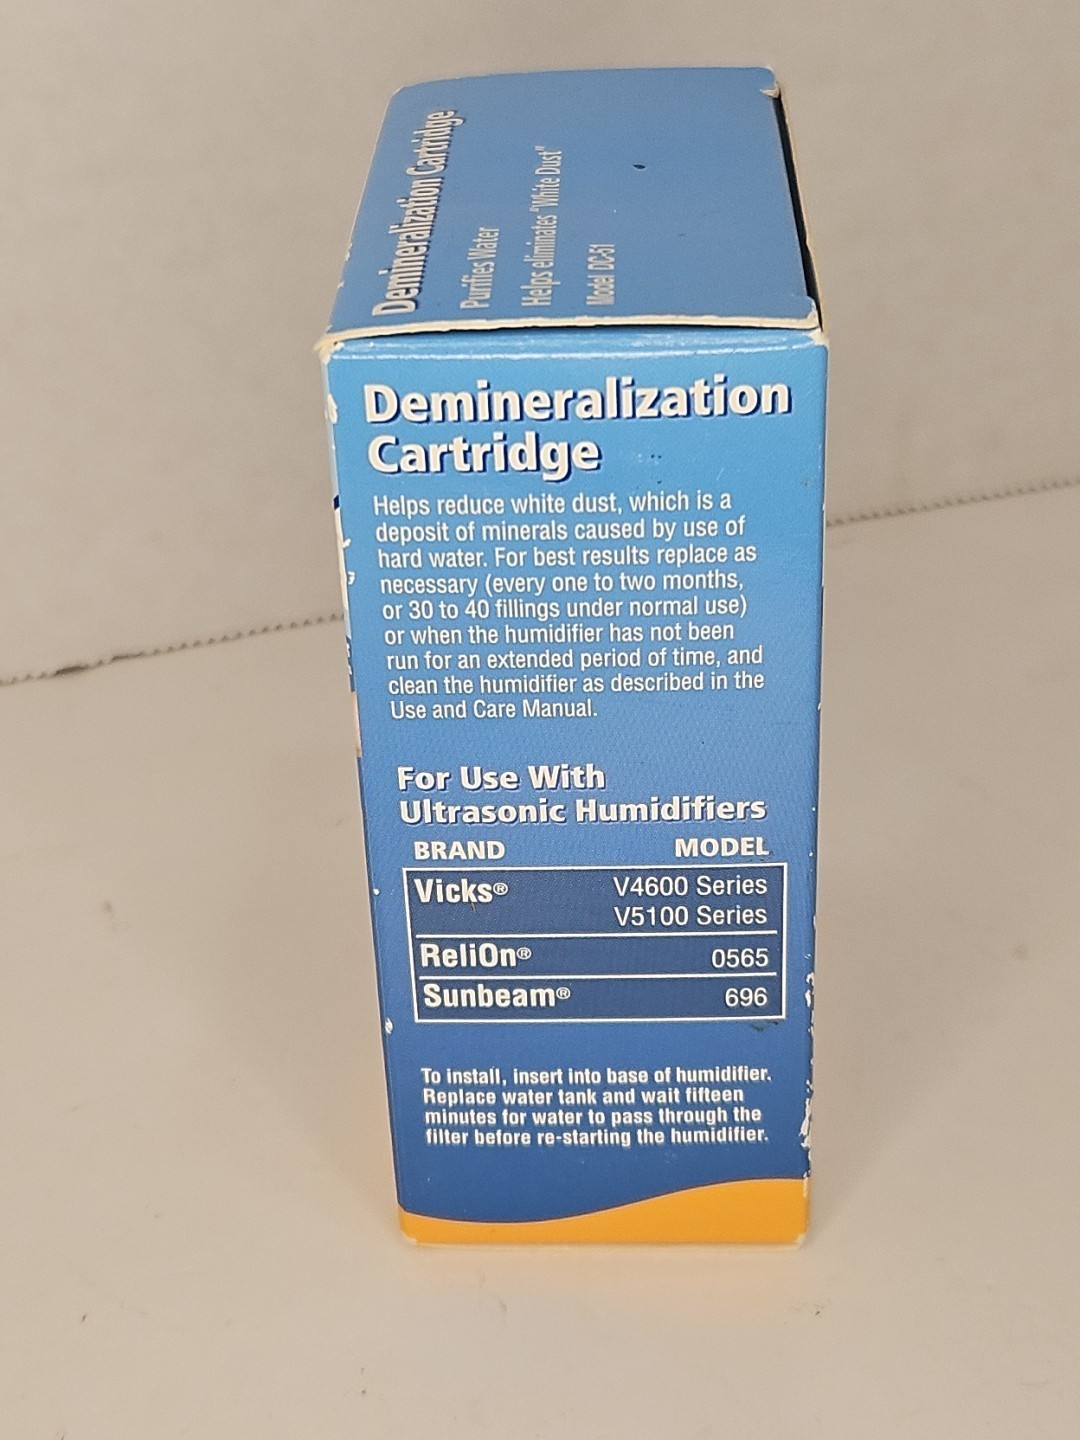 Demineralization Cartridge
Purifies Water
Helps eliminates "White Dust"
Model DC-51
Demineralization
Cartridge
Helps reduce white dust, which is a
deposit of minerals caused by use of
hard water. For best results replace as
necessary (every one to two months,
or 30 to 40 fillings under normal use)
or when the humidifier has not been
run for an extended period of time, and
clean the humidifier as described in the
Use and Care Manual.
For Use With
Ultrasonic Humidifiers
BRAND MODEL
Vicks® V4600 Series
V5100 Series
ReliOn® 0565
Sunbeam® 696
To install, insert into base of humidifier.
Replace water tank and wait fifteen
minutes for water to pass through the
filter before re-starting the humidifier.